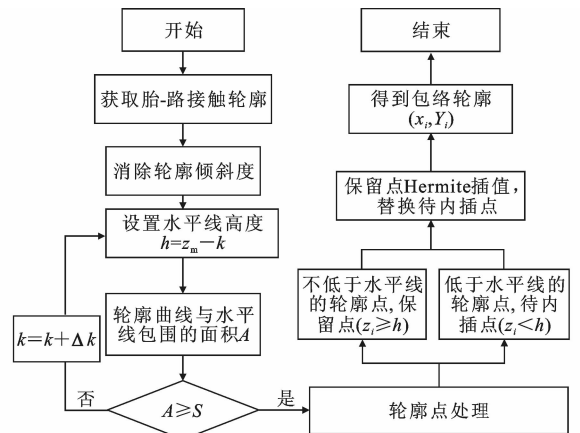 开始
获取胎-路接触轮廓
消除轮廓倾斜度
设置水平线高度
h=zm−k
轮廓曲线与水平
线包围的面积A
k=k+Δk
否
A≥S
是
轮廓点处理
不低于水平线
的轮廓点,保
留点(zi≥h)
低于水平线的
轮廓点,待内
插点(zi<h)
保留点Hermite插值,
替换待内插点
得到包络轮廓
(xi,Yi)
结束